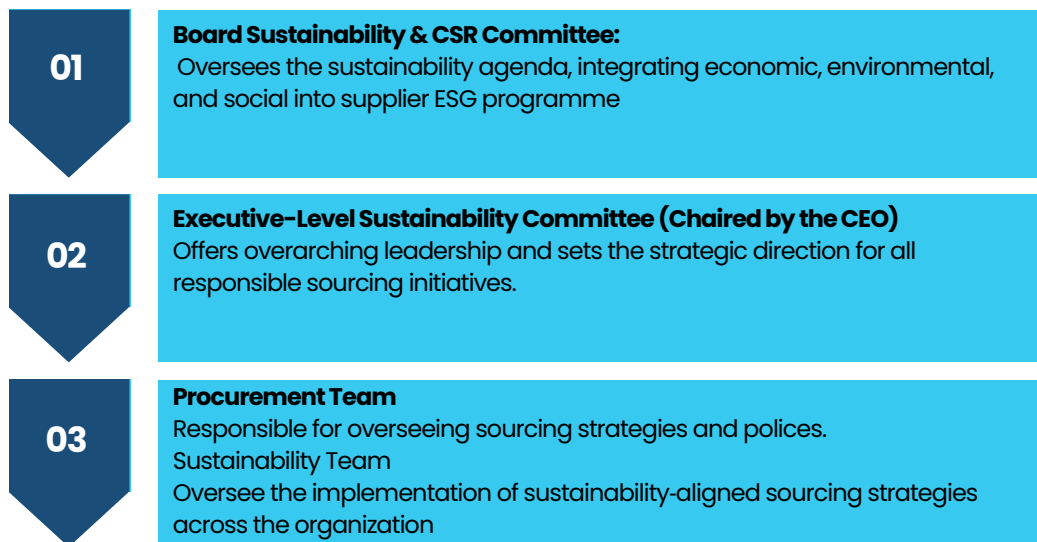 01
Board Sustainability & CSR Committee:
Oversees the sustainability agenda, integrating economic, environmental,
and social into supplier ESG programme
02
Executive-Level Sustainability Committee (Chaired by the CEO)
Offers overarching leadership and sets the strategic direction for all
responsible sourcing initiatives.
03
Procurement Team
Responsible for overseeing sourcing strategies and polices.
Sustainability Team
Oversee the implementation of sustainability-aligned sourcing strategies
across the organization